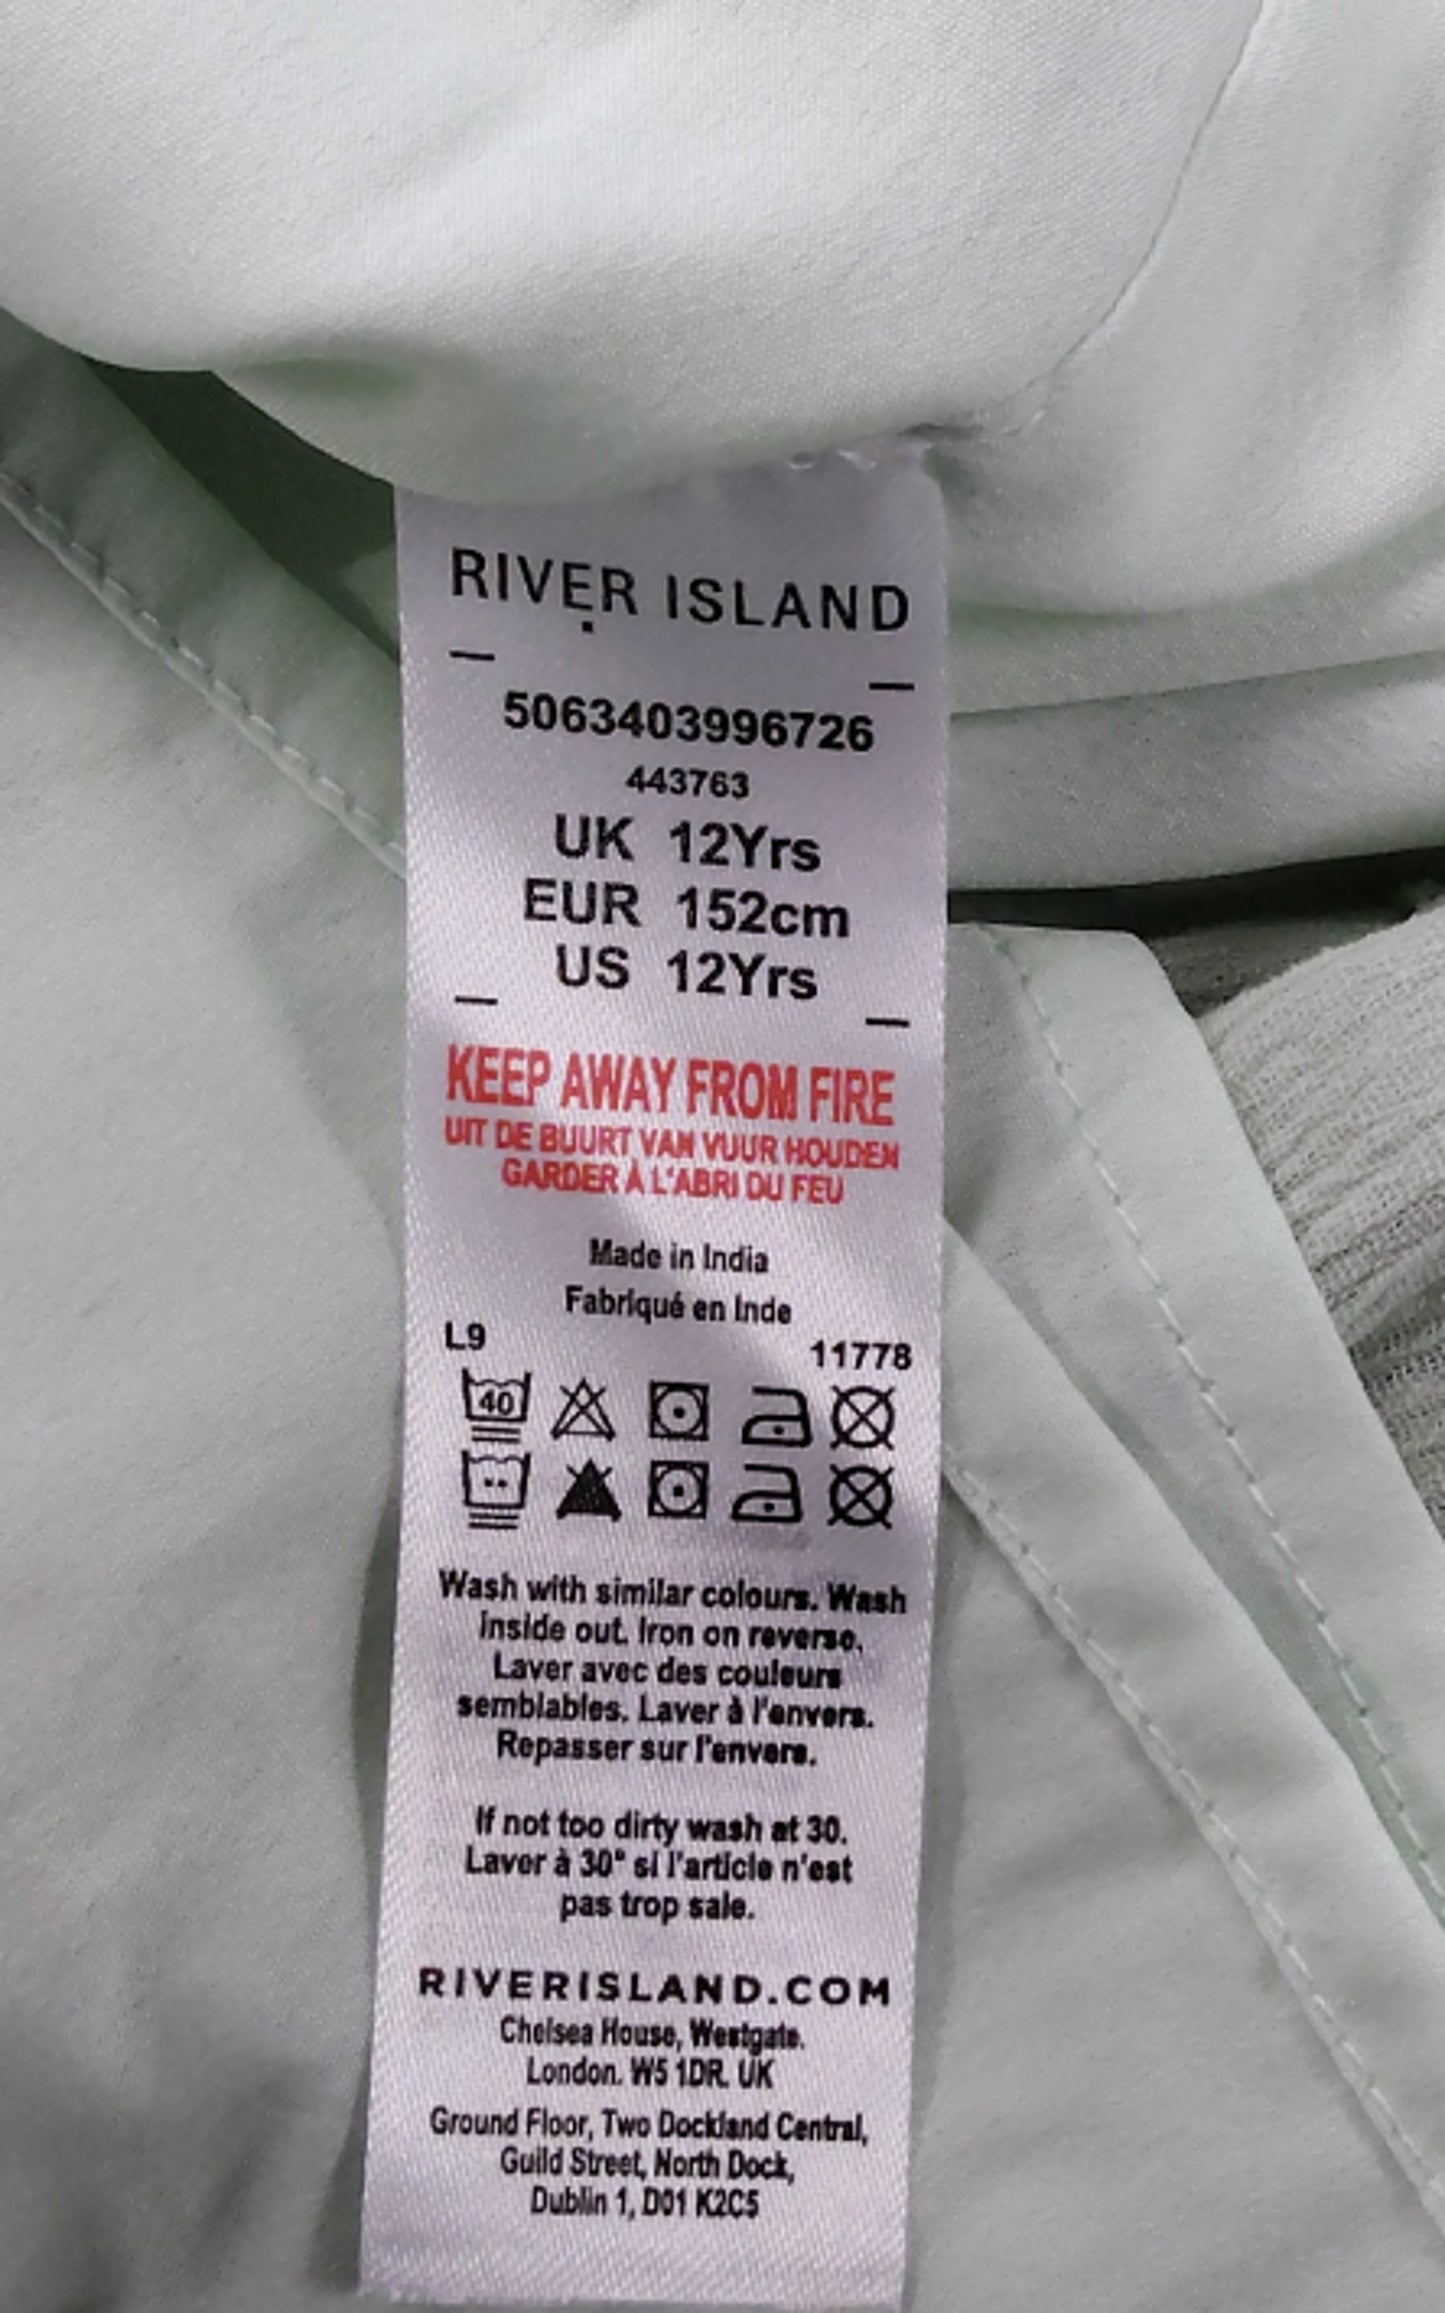 RIVER ISLAND
5063403996726
443763
UK 12Yrs
EUR 152cm
US 12Yrs
KEEP AWAY FROM FIRE
UIT DE BUURT VAN VUUR HOUDEN
GARDER À L'ABRI DU FEU
Made in India
Fabriqué en Inde
L9 11778
40
Wash with similar colours. Wash
inside out. Iron on reverse.
Laver avec des couleurs
semblables. Laver à l'envers.
Repasser sur l'envers.
If not too dirty wash at 30.
Laver à 30° si l'article n'est
pas trop sale.
RIVERISLAND.COM
Chelsea House, Westgate.
London. W5 1DR. UK
Ground Floor, Two Dockland Central,
Guild Street, North Dock,
Dublin 1, D01 K2C5